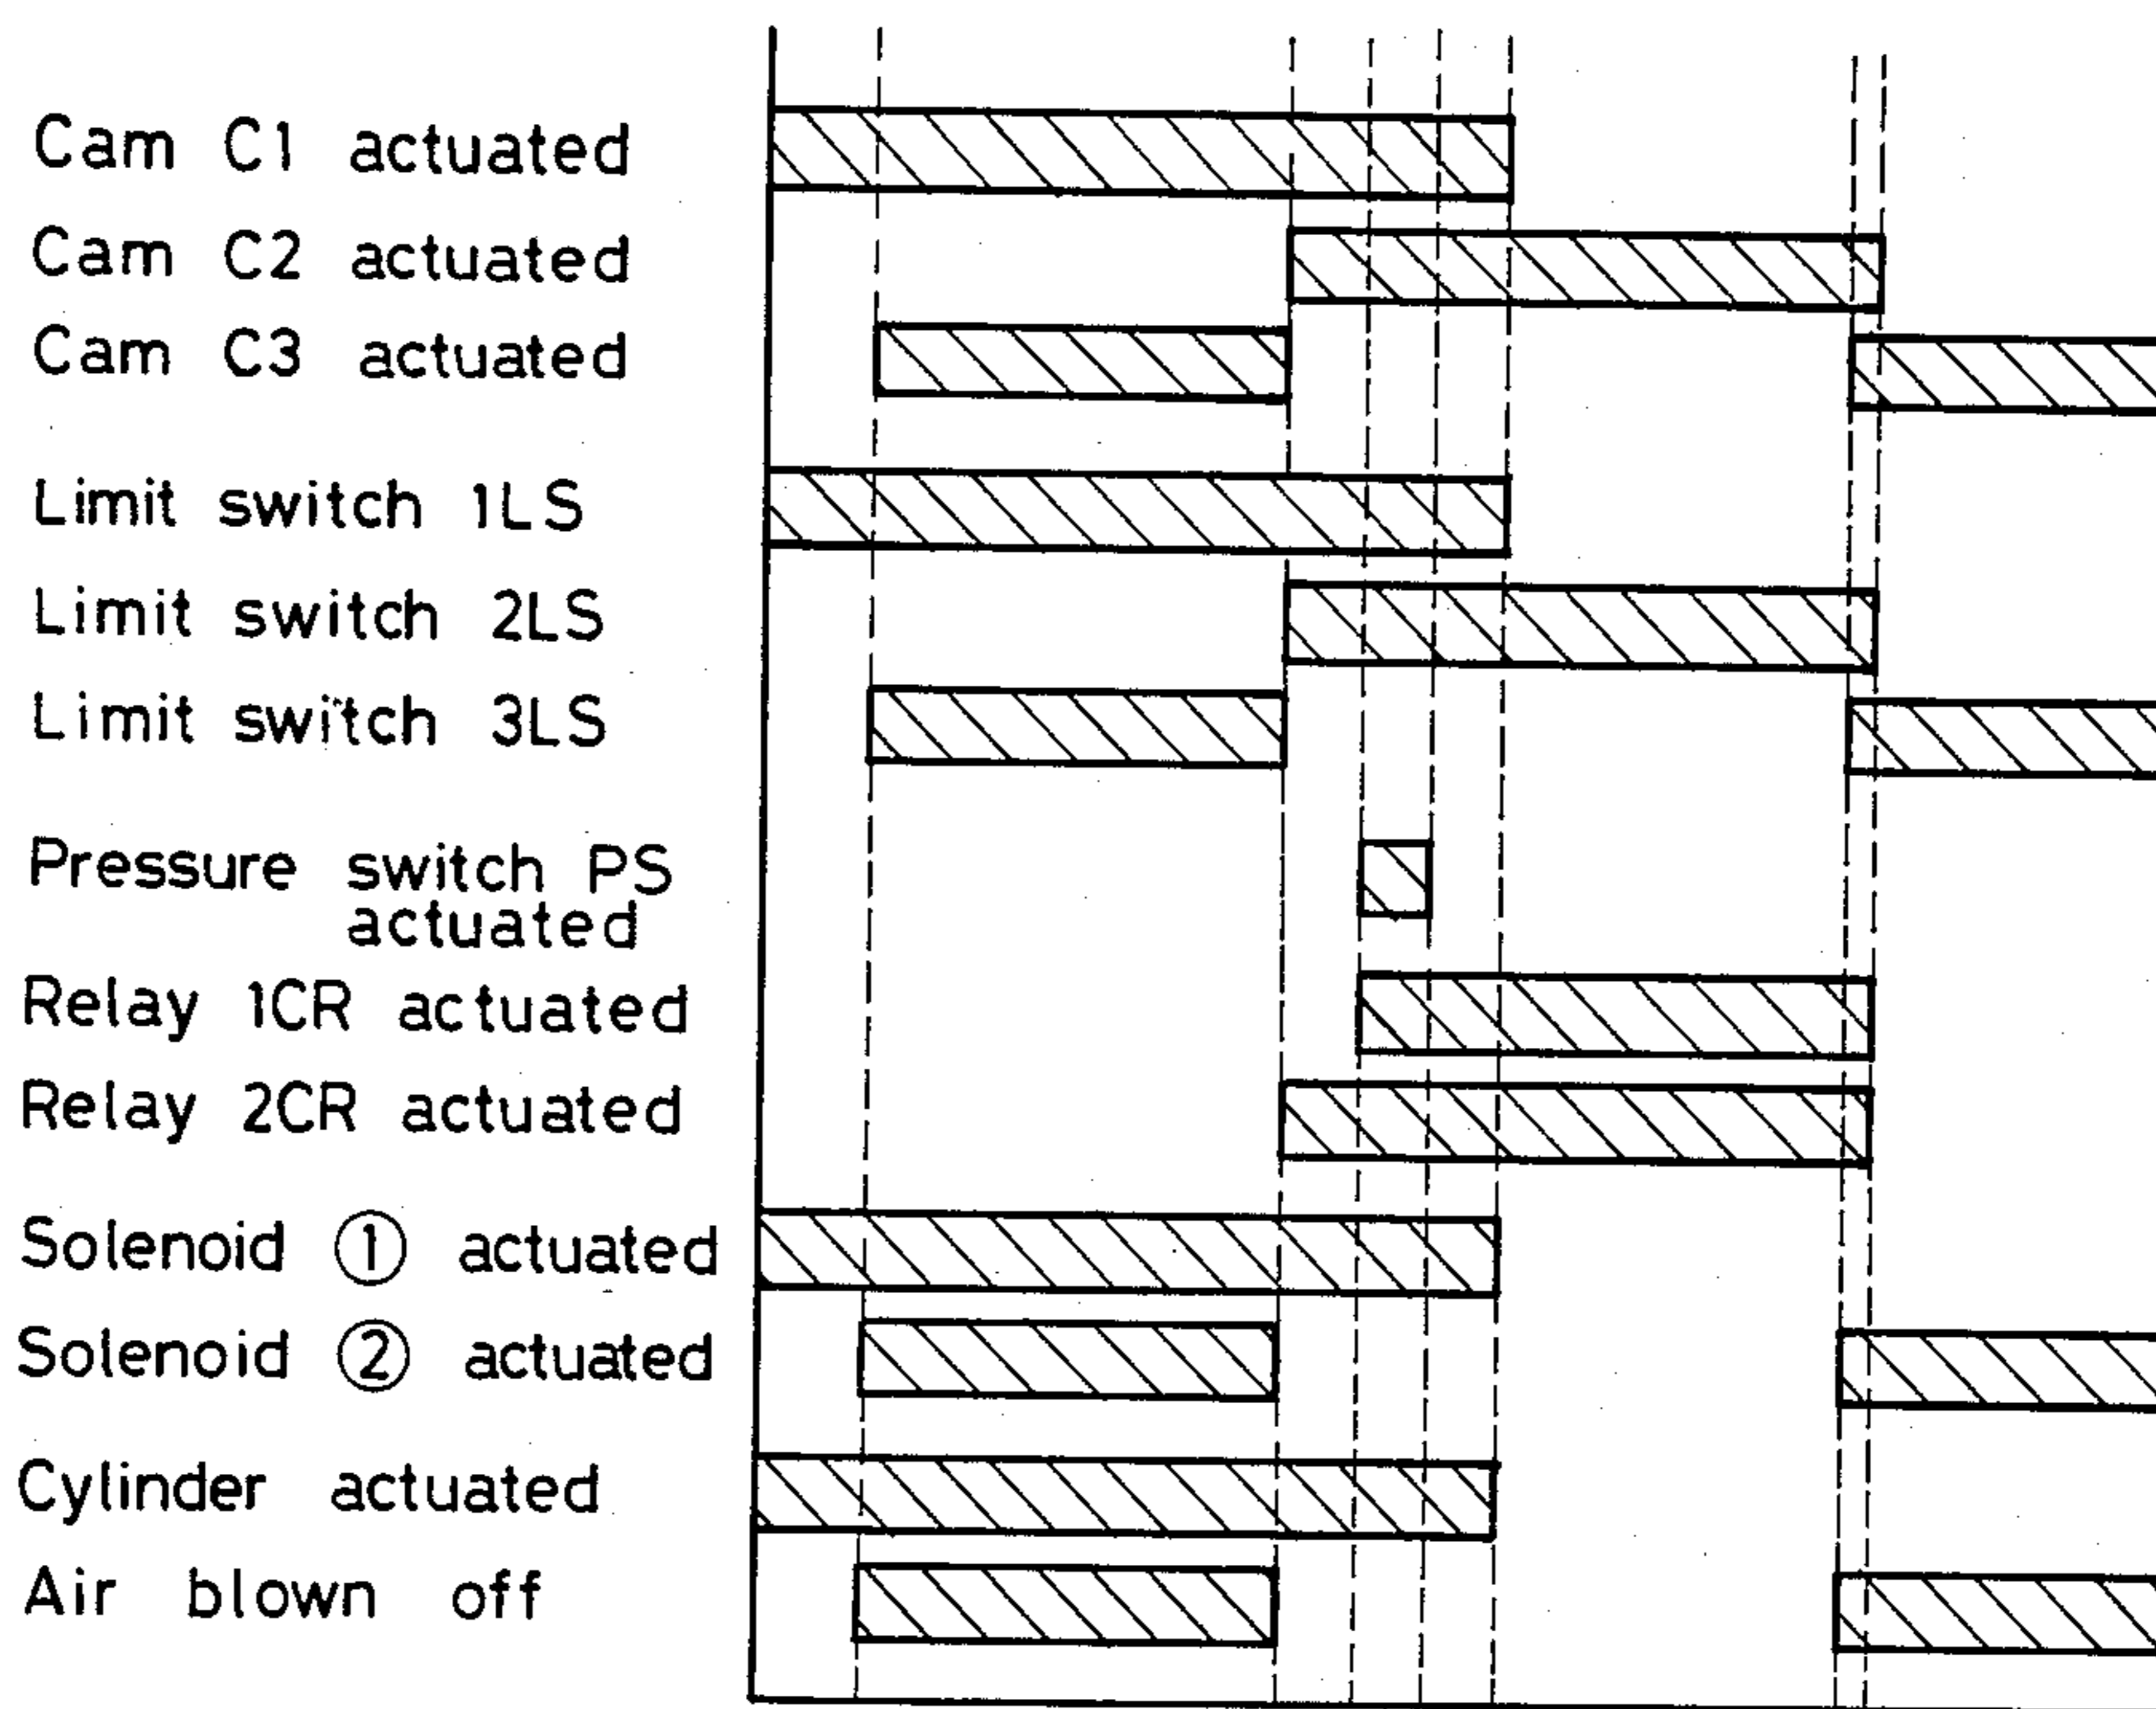 Cam C1 actuated
Cam C2 actuated
Cam C3 actuated
Limit switch 1LS
Limit switch 2LS
Limit switch 3LS
Pressure switch PS
actuated
Relay 1CR actuated
Relay 2CR actuated
Solenoid ① actuated
Solenoid ② actuated
Cylinder actuated
Air blown off